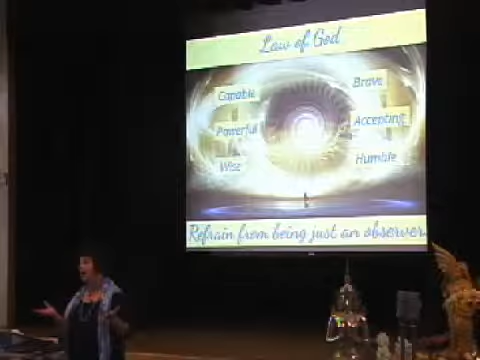 Law of God
Capable
Brave
Powerful
Accepting
Wise
Humble
Refrain from being just an observer